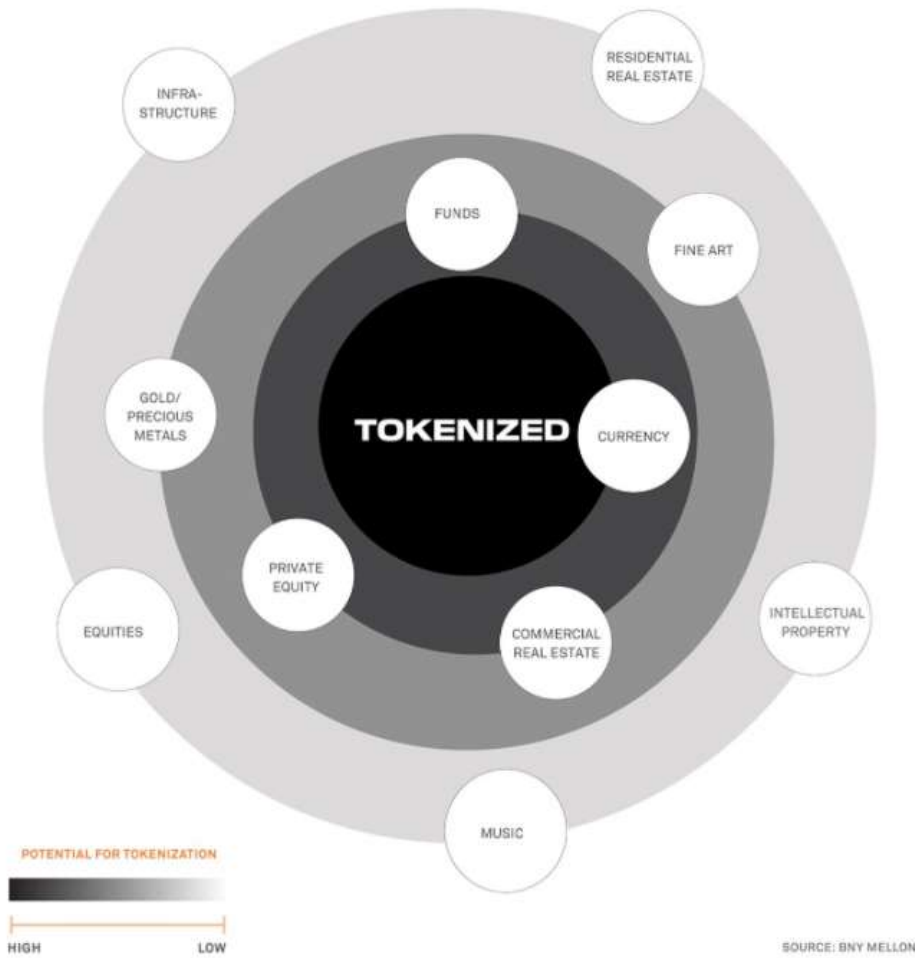 RESIDENTIAL
REAL ESTATE
INFRA-
STRUCTURE
FUNDS
FINE ART
GOLD/
PRECIOUS
METALS
TOKENIZED
CURRENCY
PRIVATE
EQUITY
EQUITIES
COMMERCIAL
REAL ESTATE
INTELLECTUAL
PROPERTY
MUSIC
POTENTIAL FOR TOKENIZATION
HIGH
LOW
SOURCE: BNY MELLON